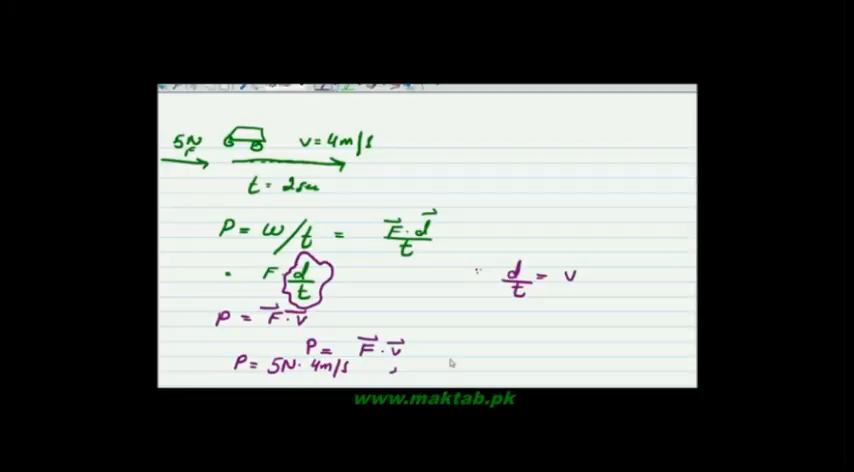 5N v = 4m/s
F
t = 2sec
P = W/t = F⃗ · d⃗ / t
· F d/t ∵ d/t = v
P = F⃗ · v⃗
P = F⃗ · v⃗
P = 5N · 4m/s ,
www.maktab.pk